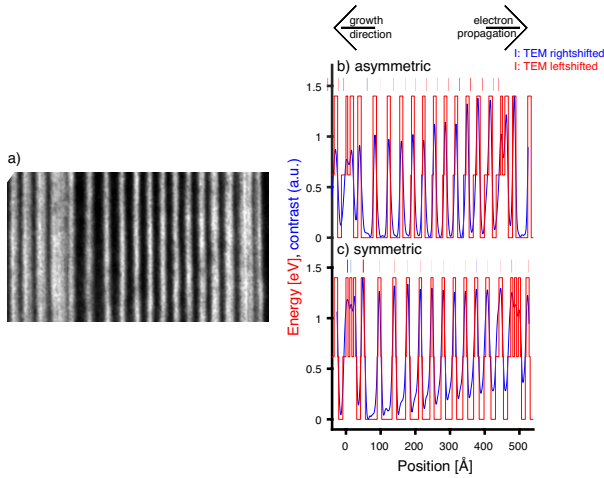 growth
direction
electron
propagation
I: TEM rightshifted
I: TEM leftshifted
a)
b) asymmetric
1.5
1
0.5
0
c) symmetric
1.5
1
0.5
0
Energy [eV], contrast (a.u.)
0 100 200 300 400 500
Position [Å]